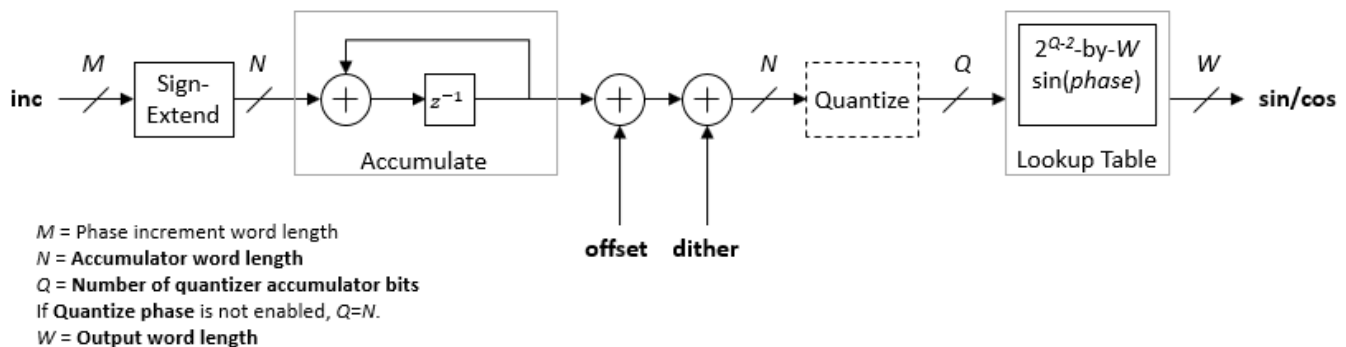 M
N
N
Q
W
inc
Sign-
Extend
+
z⁻¹
+
+
Quantize
2^Q-2-by-W
sin(phase)
sin/cos
Accumulate
Lookup Table
offset
dither
M = Phase increment word length
N = Accumulator word length
Q = Number of quantizer accumulator bits
If Quantize phase is not enabled, Q=N.
W = Output word length